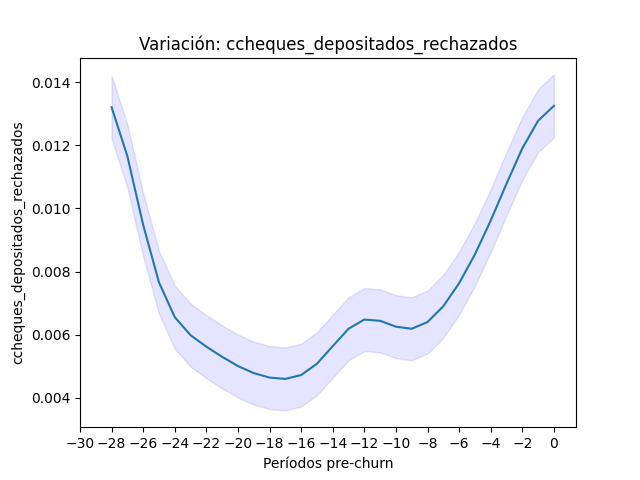 Variación: ccheques_depositados_rechazados
ccheques_depositados_rechazados
0.014
0.012
0.010
0.008
0.006
0.004
−30 −28 −26 −24 −22 −20 −18 −16 −14 −12 −10 −8 −6 −4 −2 0
Períodos pre-churn